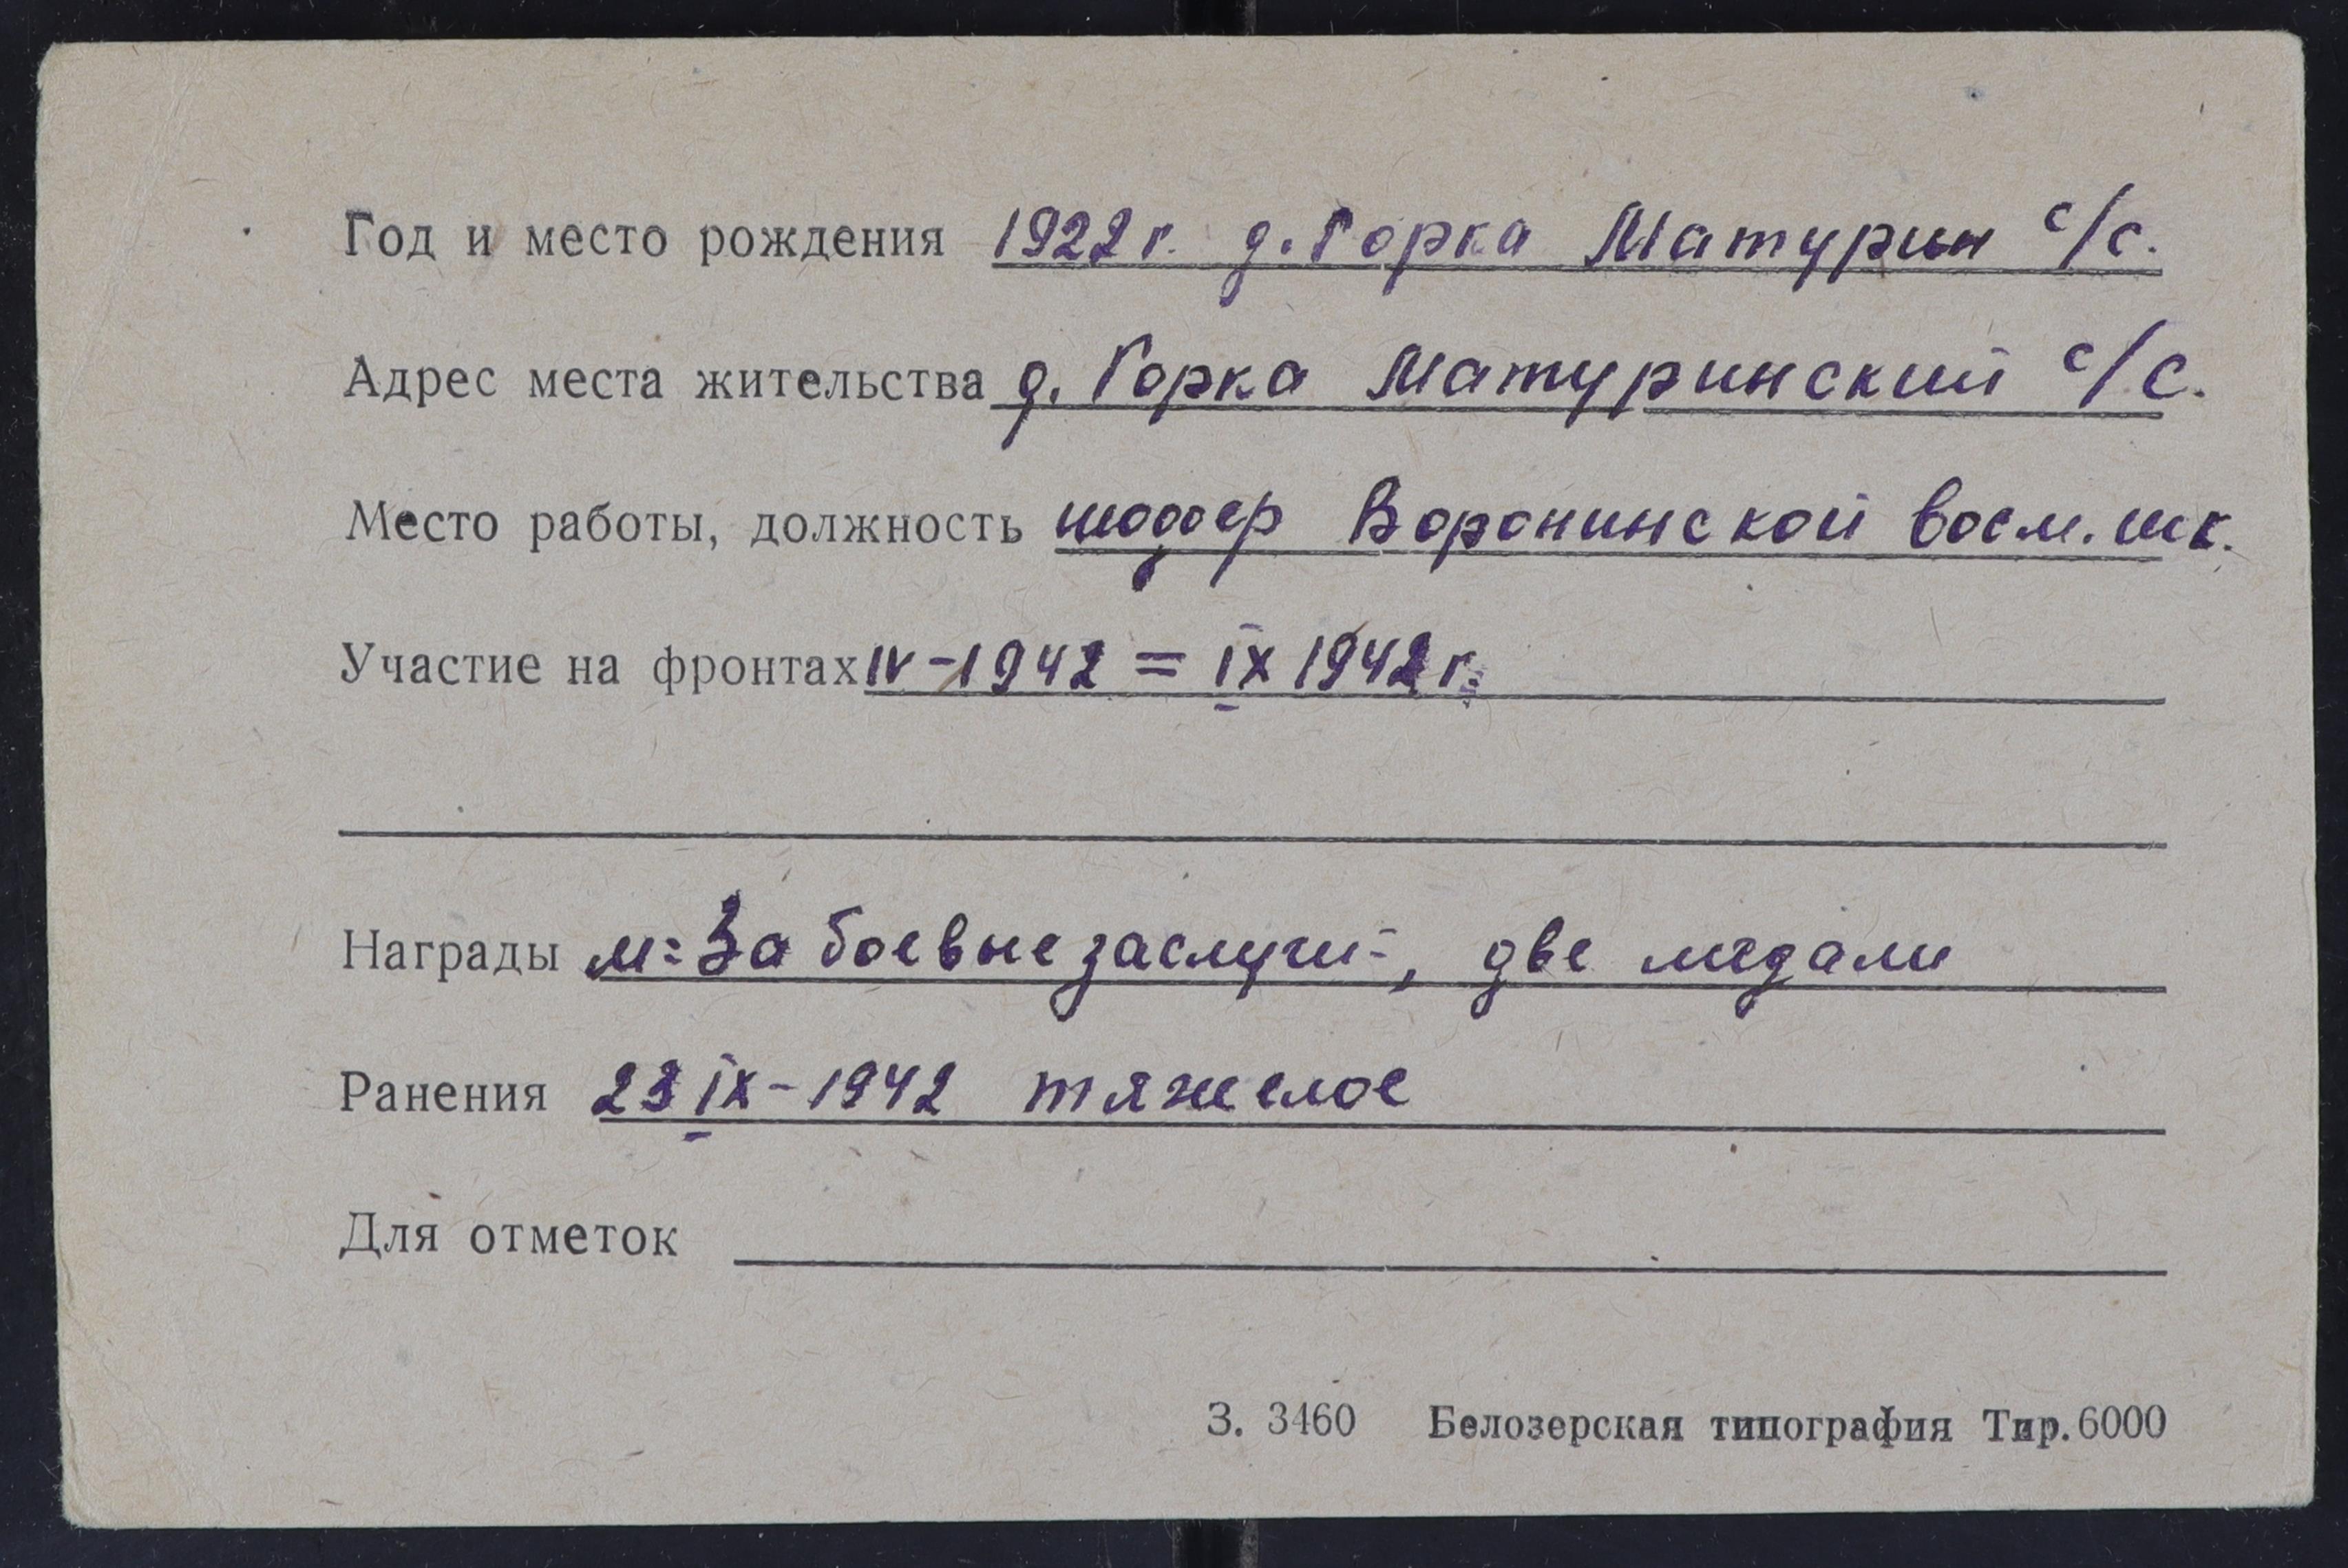 Год и место рождения 1922 г. д. Горка Матурин с/с.
Адрес места жительства д. Горка Матуринский с/с.
Место работы, должность шофер Воронинской восм. шк.
Участие на фронтах IV-1942 = IX 1942 г.
Награды м=За боевые заслуги=, две медали
Ранения 23 IX-1942 тяжелое
Для отметок
З. 3460 Белозерская типография Тир. 6000